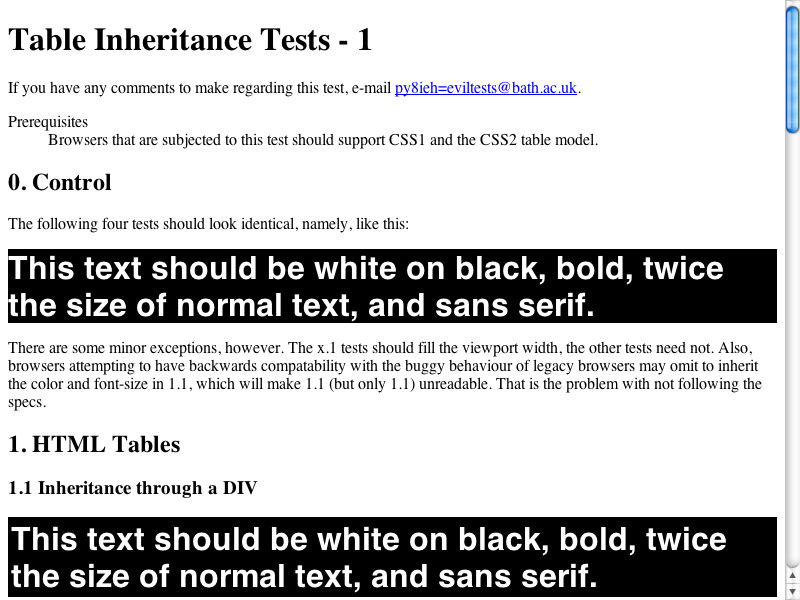 Table Inheritance Tests - 1
If you have any comments to make regarding this test, e-mail py8ieh=eviltests@bath.ac.uk.
Prerequisites
Browsers that are subjected to this test should support CSS1 and the CSS2 table model.
0. Control
The following four tests should look identical, namely, like this:
This text should be white on black, bold, twice
the size of normal text, and sans serif.
There are some minor exceptions, however. The x.1 tests should fill the viewport width, the other tests need not. Also,
browsers attempting to have backwards compatability with the buggy behaviour of legacy browsers may omit to inherit
the color and font-size in 1.1, which will make 1.1 (but only 1.1) unreadable. That is the problem with not following the
specs.
1. HTML Tables
1.1 Inheritance through a DIV
This text should be white on black, bold, twice
the size of normal text, and sans serif.